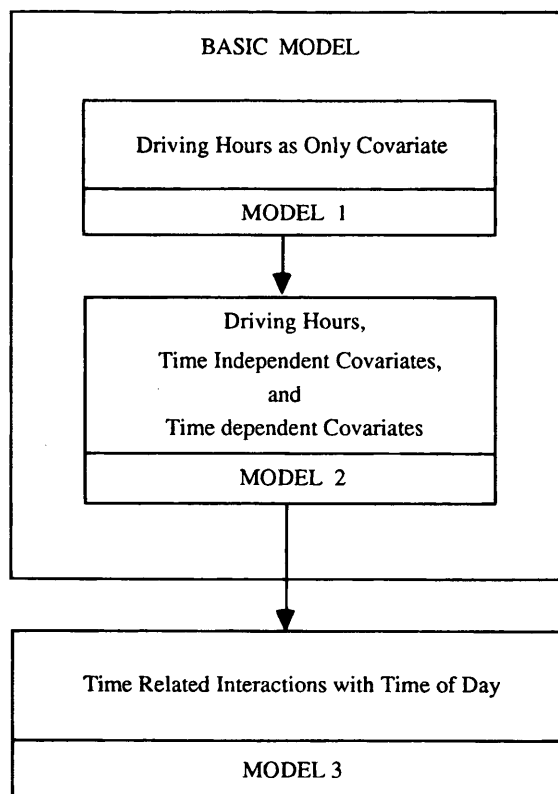 BASIC MODEL
Driving Hours as Only Covariate
MODEL 1
Driving Hours,
Time Independent Covariates,
and
Time dependent Covariates
MODEL 2
Time Related Interactions with Time of Day
MODEL 3